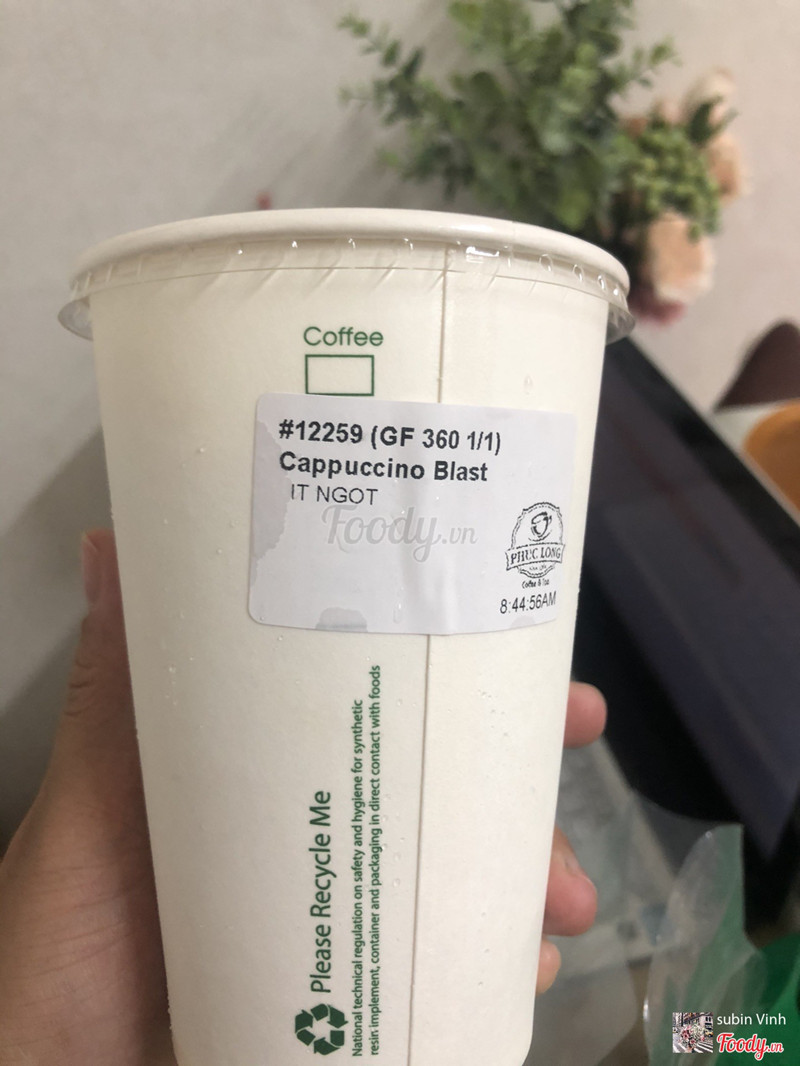 Coffee
#12259 (GF 360 1/1)
Cappuccino Blast
IT NGOT
Foody.vn
PHUC LONG
Coffee & Tea
8:44:56AM
Please Recycle Me
National technical regulation on safety and hygiene for synthetic
resin implement, container and packaging in direct contact with foods
subin Vinh
Foody.vn